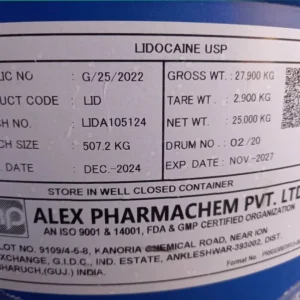 LIDOCAINE USP
LIC NO : G/25/2022 GROSS WT. : 27.900 KG
DUCT CODE : LID TARE WT. : 2.900 KG
CH NO. : LIDA105124 NET WT. : 25.000 KG
CH SIZE : 507.2 KG DRUM NO. : 02/20
. DATE : DEC.-2024 EXP DATE : NOV.-2027
STORE IN WELL CLOSED CONTAINER
ALEX PHARMACHEM PVT. LTD
AN ISO 9001 & 14001, FDA & GMP CERTIFIED ORGANIZATION
LOT NO. 9109/4-5-8, KANORIA CHEMICAL ROAD, NEAR ION
EXCHANGE, G.I.D.C., IND. ESTATE, ANKLESHWAR-393002, DIST.
BHARUCH, (GUJ.) INDIA.